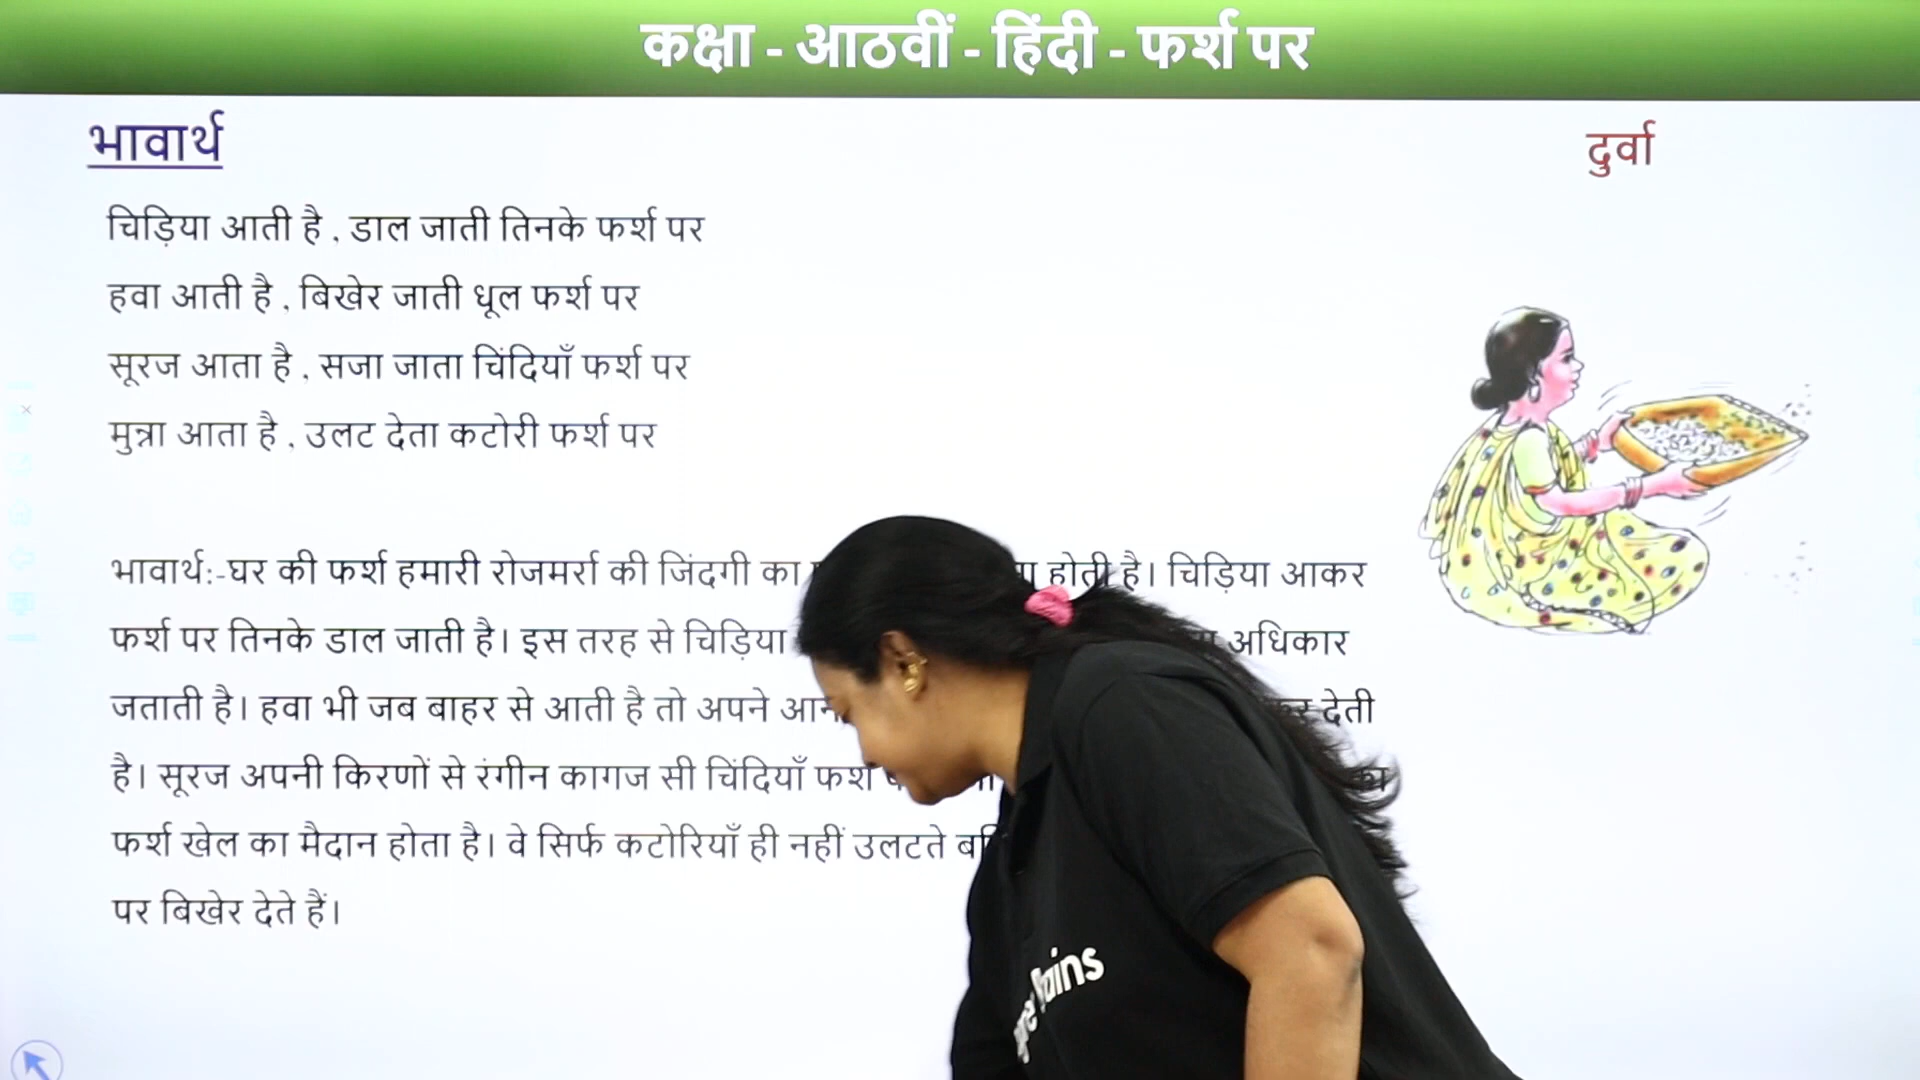 कक्षा - आठवीं - हिंदी - फर्श पर
भावार्थ
दुर्वा
चिड़िया आती है , डाल जाती तिनके फर्श पर
हवा आती है , बिखेर जाती धूल फर्श पर
सूरज आता है , सजा जाता चिंदियाँ फर्श पर
मुन्ना आता है , उलट देता कटोरी फर्श पर
भावार्थ:-घर की फर्श हमारी रोजमर्रा की जिंदगी का होती है। चिड़िया आकर
फर्श पर तिनके डाल जाती है। इस तरह से चिड़िया अधिकार
जताती है। हवा भी जब बाहर से आती है तो अपने देती
है। सूरज अपनी किरणों से रंगीन कागज सी चिंदियाँ फर्श का
फर्श खेल का मैदान होता है। वे सिर्फ कटोरियाँ ही नहीं उलटते
पर बिखेर देते हैं।